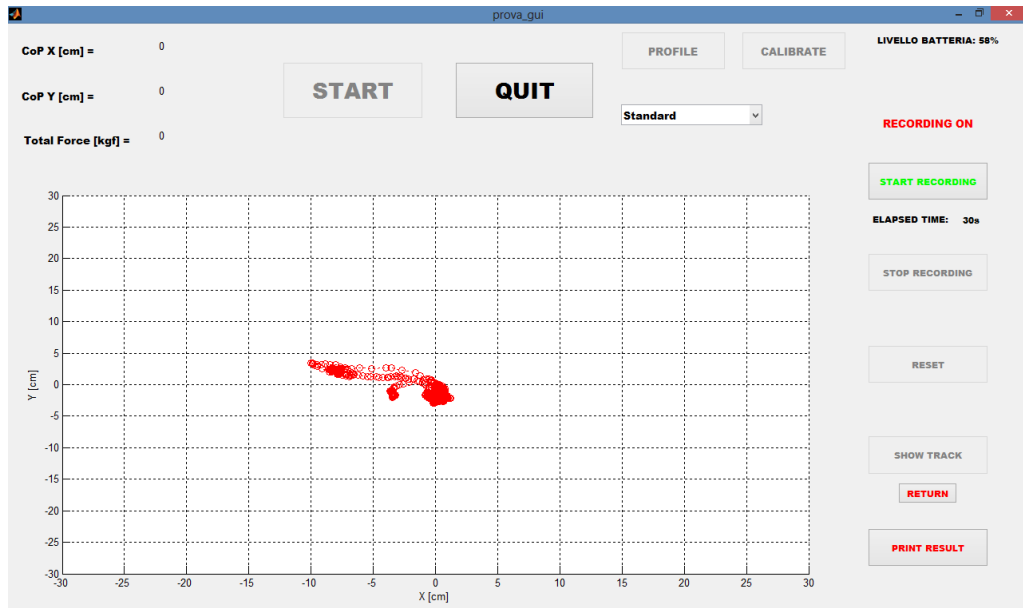 prova_gui
CoP X [cm] =
0
CoP Y [cm] =
0
Total Force [kgf] =
0
START
QUIT
PROFILE
CALIBRATE
Standard
LIVELLO BATTERIA: 58%
RECORDING ON
START RECORDING
ELAPSED TIME: 30s
STOP RECORDING
RESET
SHOW TRACK
RETURN
PRINT RESULT
30
25
20
15
10
5
0
-5
-10
-15
-20
-25
-30
Y [cm]
-30 -25 -20 -15 -10 -5 0 5 10 15 20 25 30
X [cm]